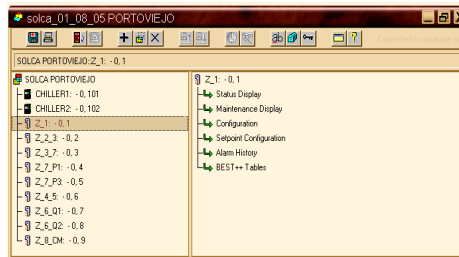 solca_01_08_05 PORTOVIEJO
SOLCA PORTOVIEJO:Z_1: - 0, 1
SOLCA PORTOVIEJO
CHILLER1: - 0, 101
CHILLER2: - 0, 102
Z_1: - 0, 1
Z_2_3: - 0, 2
Z_3_7: - 0, 3
Z_7_P1: - 0, 4
Z_7_P3: - 0, 5
Z_4_5: - 0, 6
Z_6_Q1: - 0, 7
Z_6_Q2: - 0, 8
Z_8_CM: - 0, 9
Z_1: - 0, 1
Status Display
Maintenance Display
Configuration
Setpoint Configuration
Alarm History
BEST++ Tables